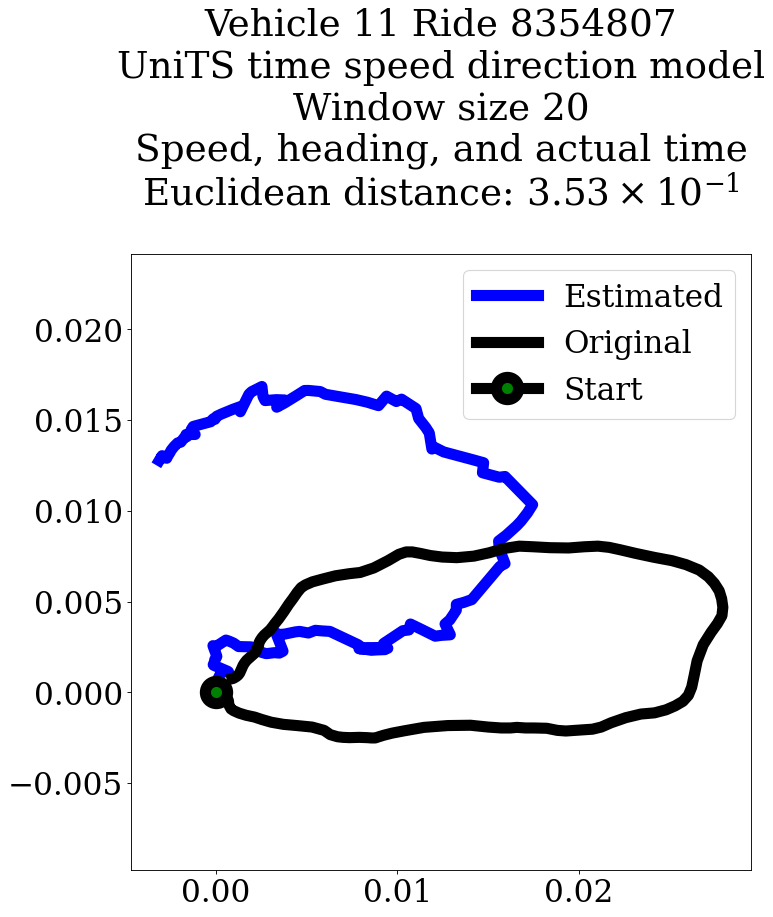 Vehicle 11 Ride 8354807
UniTS time speed direction model
Window size 20
Speed, heading, and actual time
Euclidean distance: 3.53 × 10⁻¹
Estimated
Original
Start
0.020
0.015
0.010
0.005
0.000
−0.005
0.00 0.01 0.02